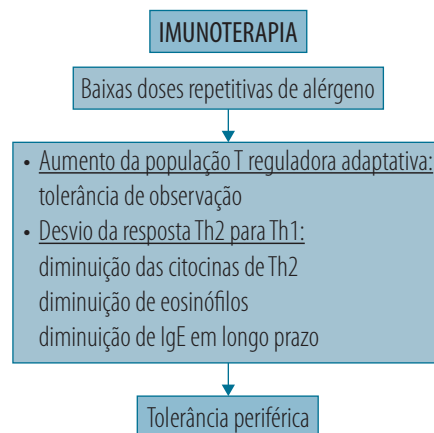 IMUNOTERAPIA
Baixas doses repetitivas de alérgeno
• Aumento da população T reguladora adaptativa:
tolerância de observação
• Desvio da resposta Th2 para Th1:
diminuição das citocinas de Th2
diminuição de eosinófilos
diminuição de IgE em longo prazo
Tolerância periférica